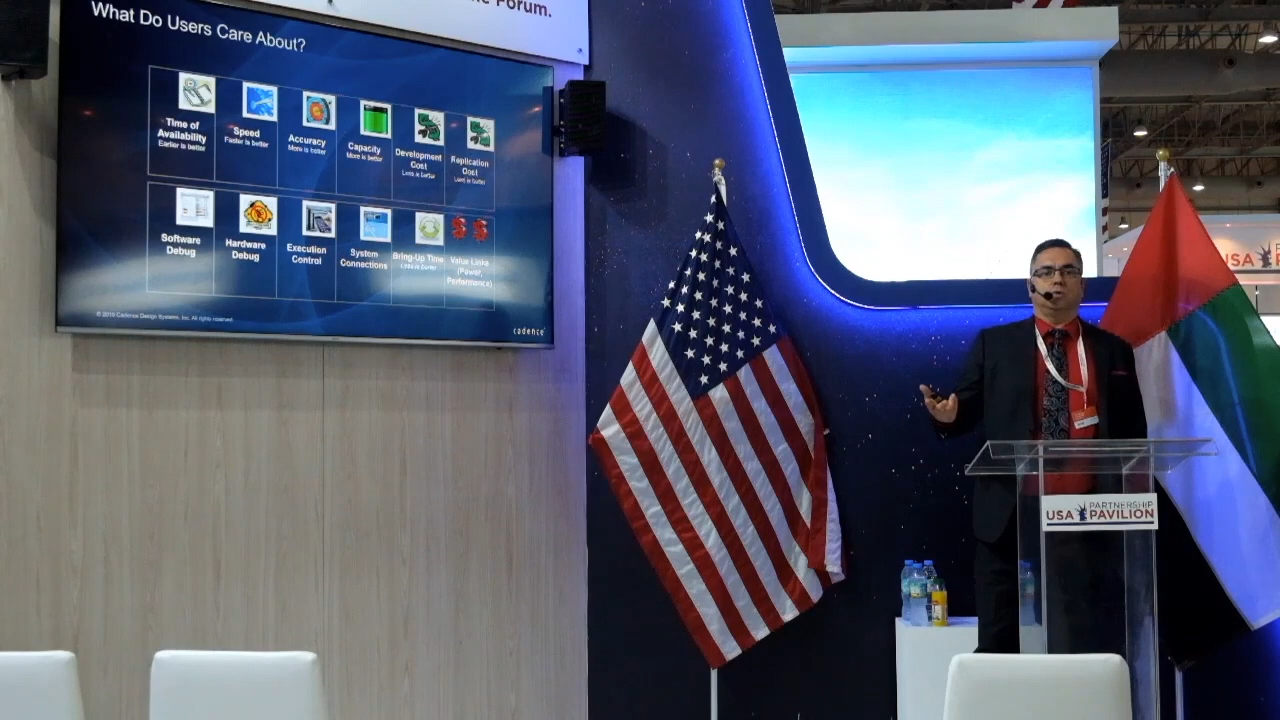 Forum.
What Do Users Care About?
Time of
Availability
Earlier is better
Speed
Faster is better
Accuracy
More is better
Capacity
More is better
Development
Cost
Less is better
Replication
Cost
Less is better
Software
Debug
Hardware
Debug
Execution
Control
System
Connections
Bring-Up Time
Less is better
Value Links
(Power,
Performance)
© 2019 Cadence Design Systems, Inc. All rights reserved.
cadence
USA
PARTNERSHIP
USA PAVILION